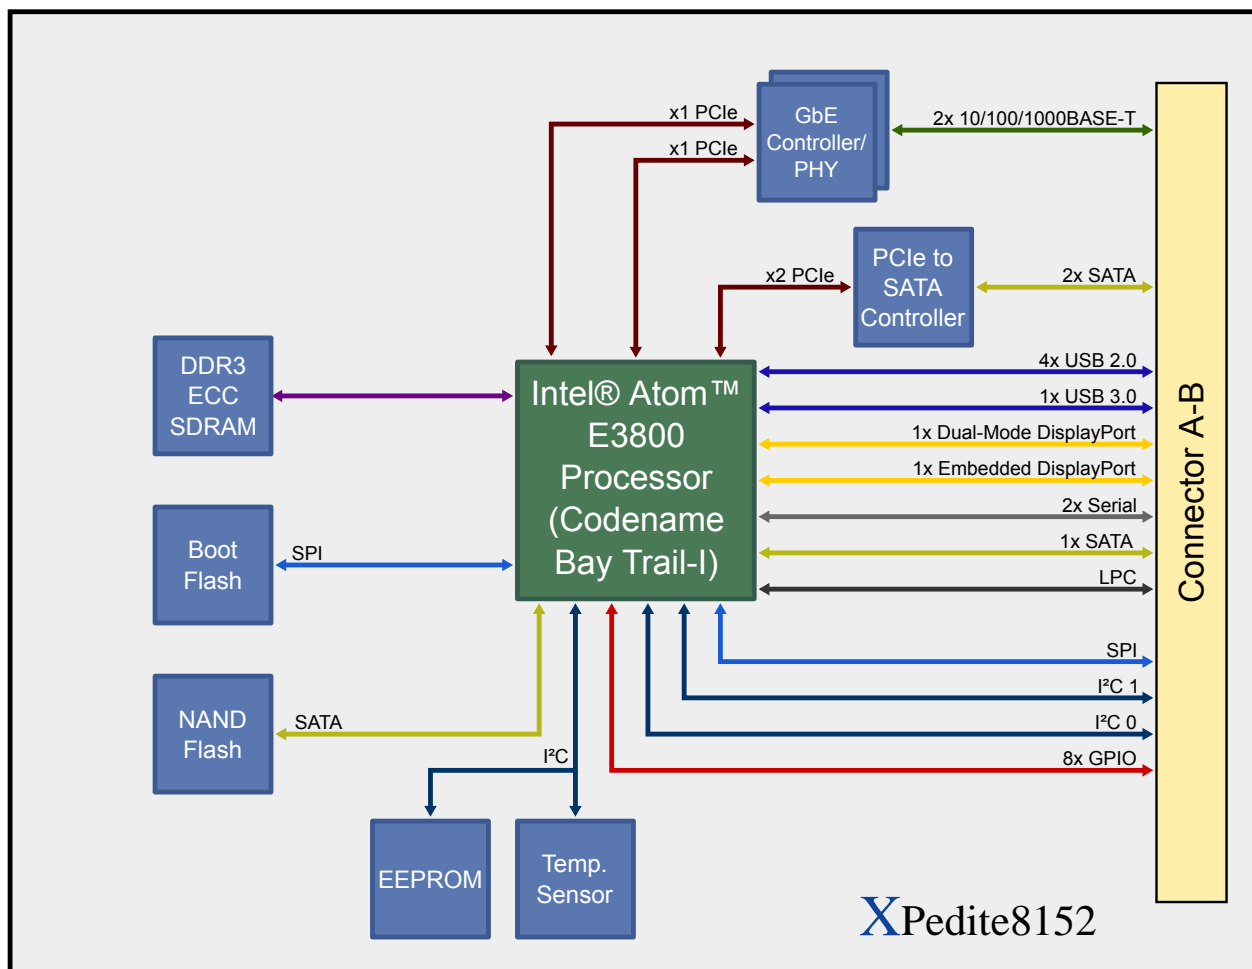 x1 PCIe
x1 PCIe
GbE
Controller/
PHY
2x 10/100/1000BASE-T
x2 PCIe
PCIe to
SATA
Controller
2x SATA
DDR3
ECC
SDRAM
Intel® Atom™
E3800
Processor
(Codename
Bay Trail-I)
4x USB 2.0
1x USB 3.0
1x Dual-Mode DisplayPort
1x Embedded DisplayPort
2x Serial
1x SATA
LPC
Connector A-B
Boot
Flash
SPI
SPI
I²C 1
I²C 0
8x GPIO
NAND
Flash
SATA
I²C
EEPROM
Temp.
Sensor
XPedite8152